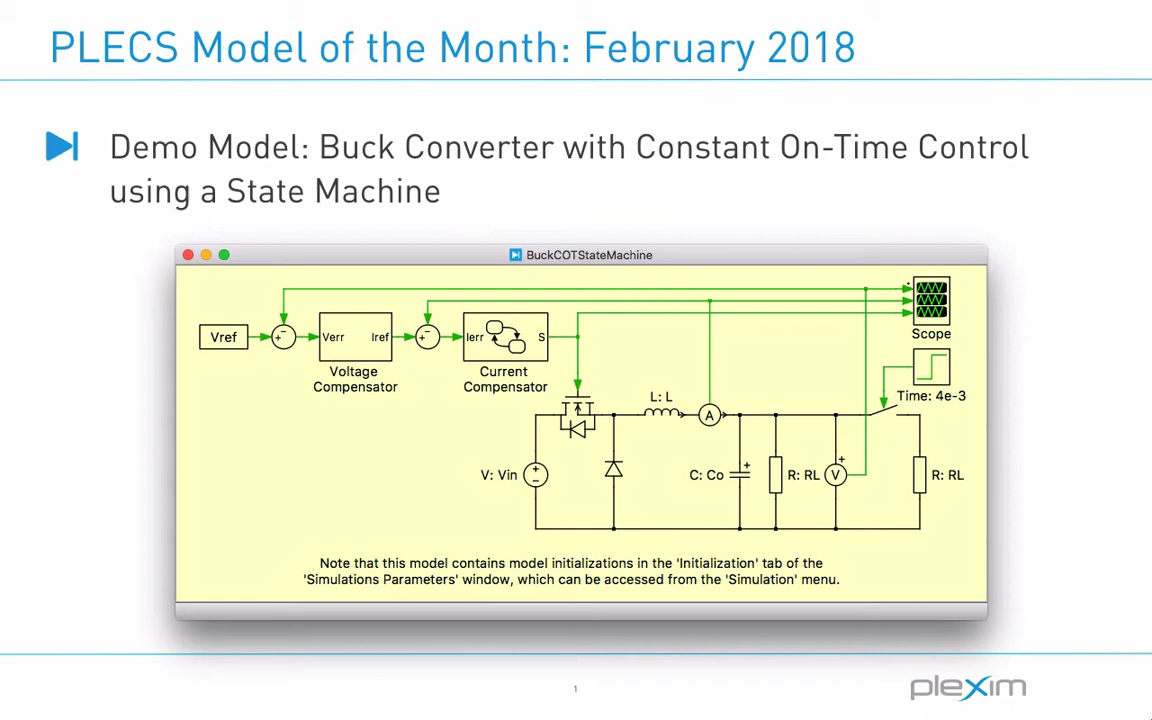 PLECS Model of the Month: February 2018
Demo Model: Buck Converter with Constant On-Time Control
using a State Machine
BuckCOTStateMachine
Vref
+
−
Verr
Iref
Voltage
Compensator
+
−
Ierr
S
Current
Compensator
Scope
Time: 4e-3
L: L
A
V: Vin
+
−
C: Co
+
R: RL
V
+
R: RL
Note that this model contains model initializations in the 'Initialization' tab of the
'Simulations Parameters' window, which can be accessed from the 'Simulation' menu.
1
plexim